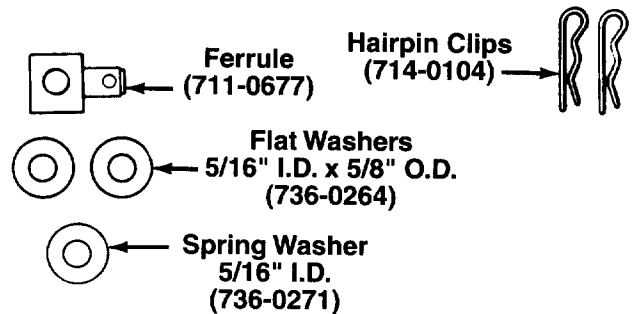 Ferrule
(711-0677)
Hairpin Clips
(714-0104)
Flat Washers
5/16" I.D. x 5/8" O.D.
(736-0264)
Spring Washer
5/16" I.D.
(736-0271)